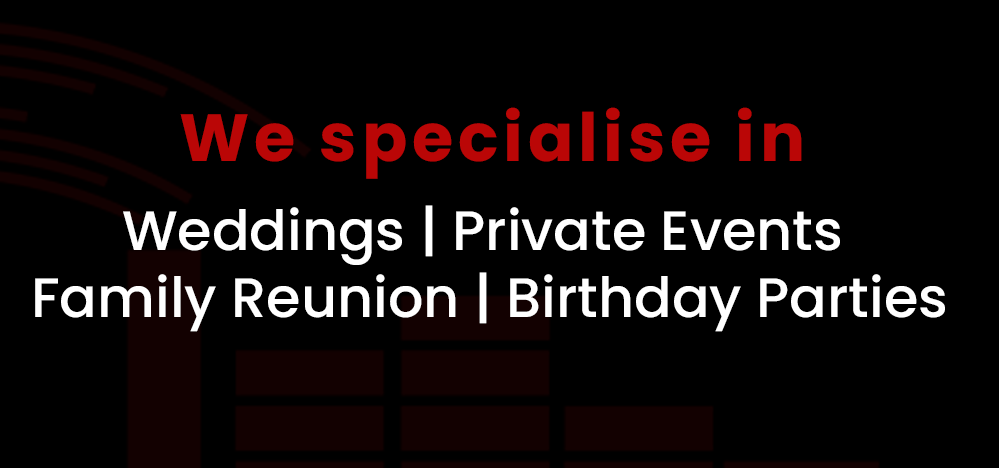 We specialise in
Weddings | Private Events
Family Reunion | Birthday Parties